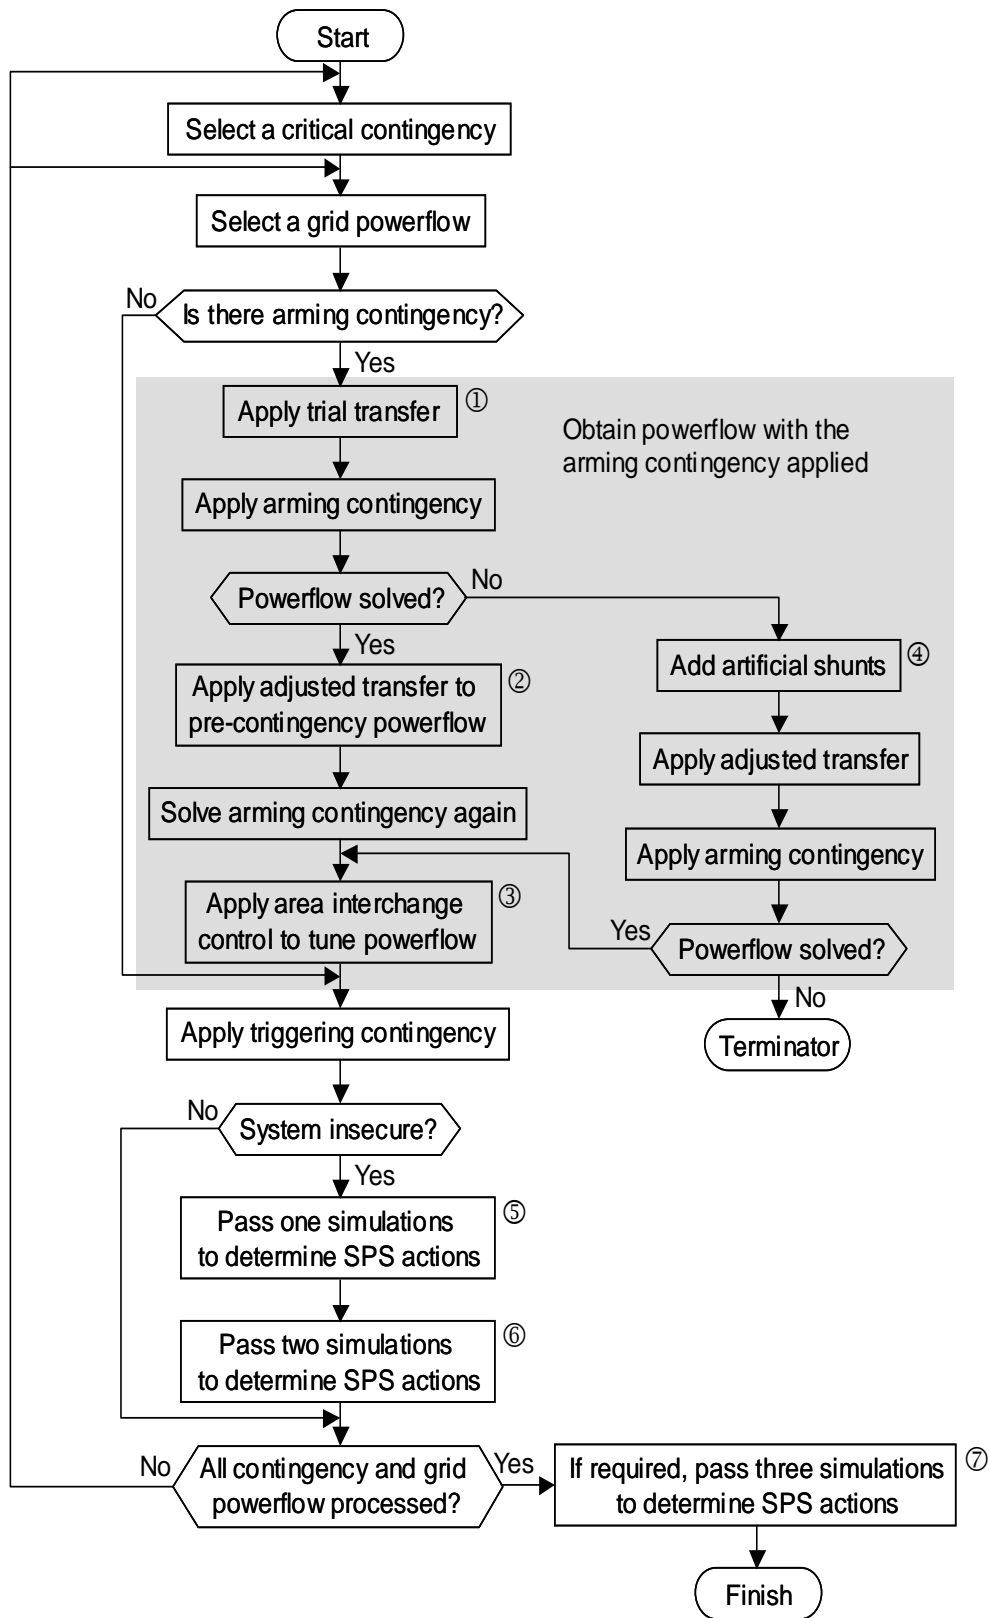 Start
Select a critical contingency
Select a grid powerflow
No
Is there arming contingency?
Yes
Apply trial transfer
①
Obtain powerflow with the
arming contingency applied
Apply arming contingency
Powerflow solved?
No
Yes
Apply adjusted transfer to
pre-contingency powerflow
②
Add artificial shunts
④
Apply adjusted transfer
Solve arming contingency again
Apply arming contingency
Apply area interchange
control to tune powerflow
③
Yes
Powerflow solved?
No
Terminator
Apply triggering contingency
No
System insecure?
Yes
Pass one simulations
to determine SPS actions
⑤
Pass two simulations
to determine SPS actions
⑥
No
All contingency and grid
powerflow processed?
Yes
If required, pass three simulations
to determine SPS actions
⑦
Finish